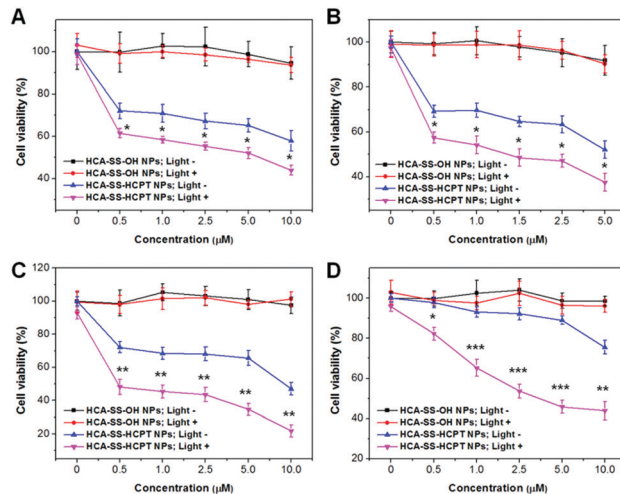 A
Cell viability (%)
100
80
60
40
* * * * *
HCA-SS-OH NPs; Light -
HCA-SS-OH NPs; Light +
HCA-SS-HCPT NPs; Light -
HCA-SS-HCPT NPs; Light +
0 0.5 1.0 2.5 5.0 10.0
Concentration (μM)
B
Cell viability (%)
100
80
60
40
* * * * *
HCA-SS-OH NPs; Light -
HCA-SS-OH NPs; Light +
HCA-SS-HCPT NPs; Light -
HCA-SS-HCPT NPs; Light +
0 0.5 1.0 1.5 2.5 5.0
Concentration (μM)
C
Cell viability (%)
120
100
80
60
40
20
** ** ** ** **
HCA-SS-OH NPs; Light -
HCA-SS-OH NPs; Light +
HCA-SS-HCPT NPs; Light -
HCA-SS-HCPT NPs; Light +
0 0.5 1.0 2.5 5.0 10.0
Concentration (μM)
D
Cell viability (%)
100
80
60
40
20
* *** *** *** **
HCA-SS-OH NPs; Light -
HCA-SS-OH NPs; Light +
HCA-SS-HCPT NPs; Light -
HCA-SS-HCPT NPs; Light +
0 0.5 1.0 2.5 5.0 10.0
Concentration (μM)